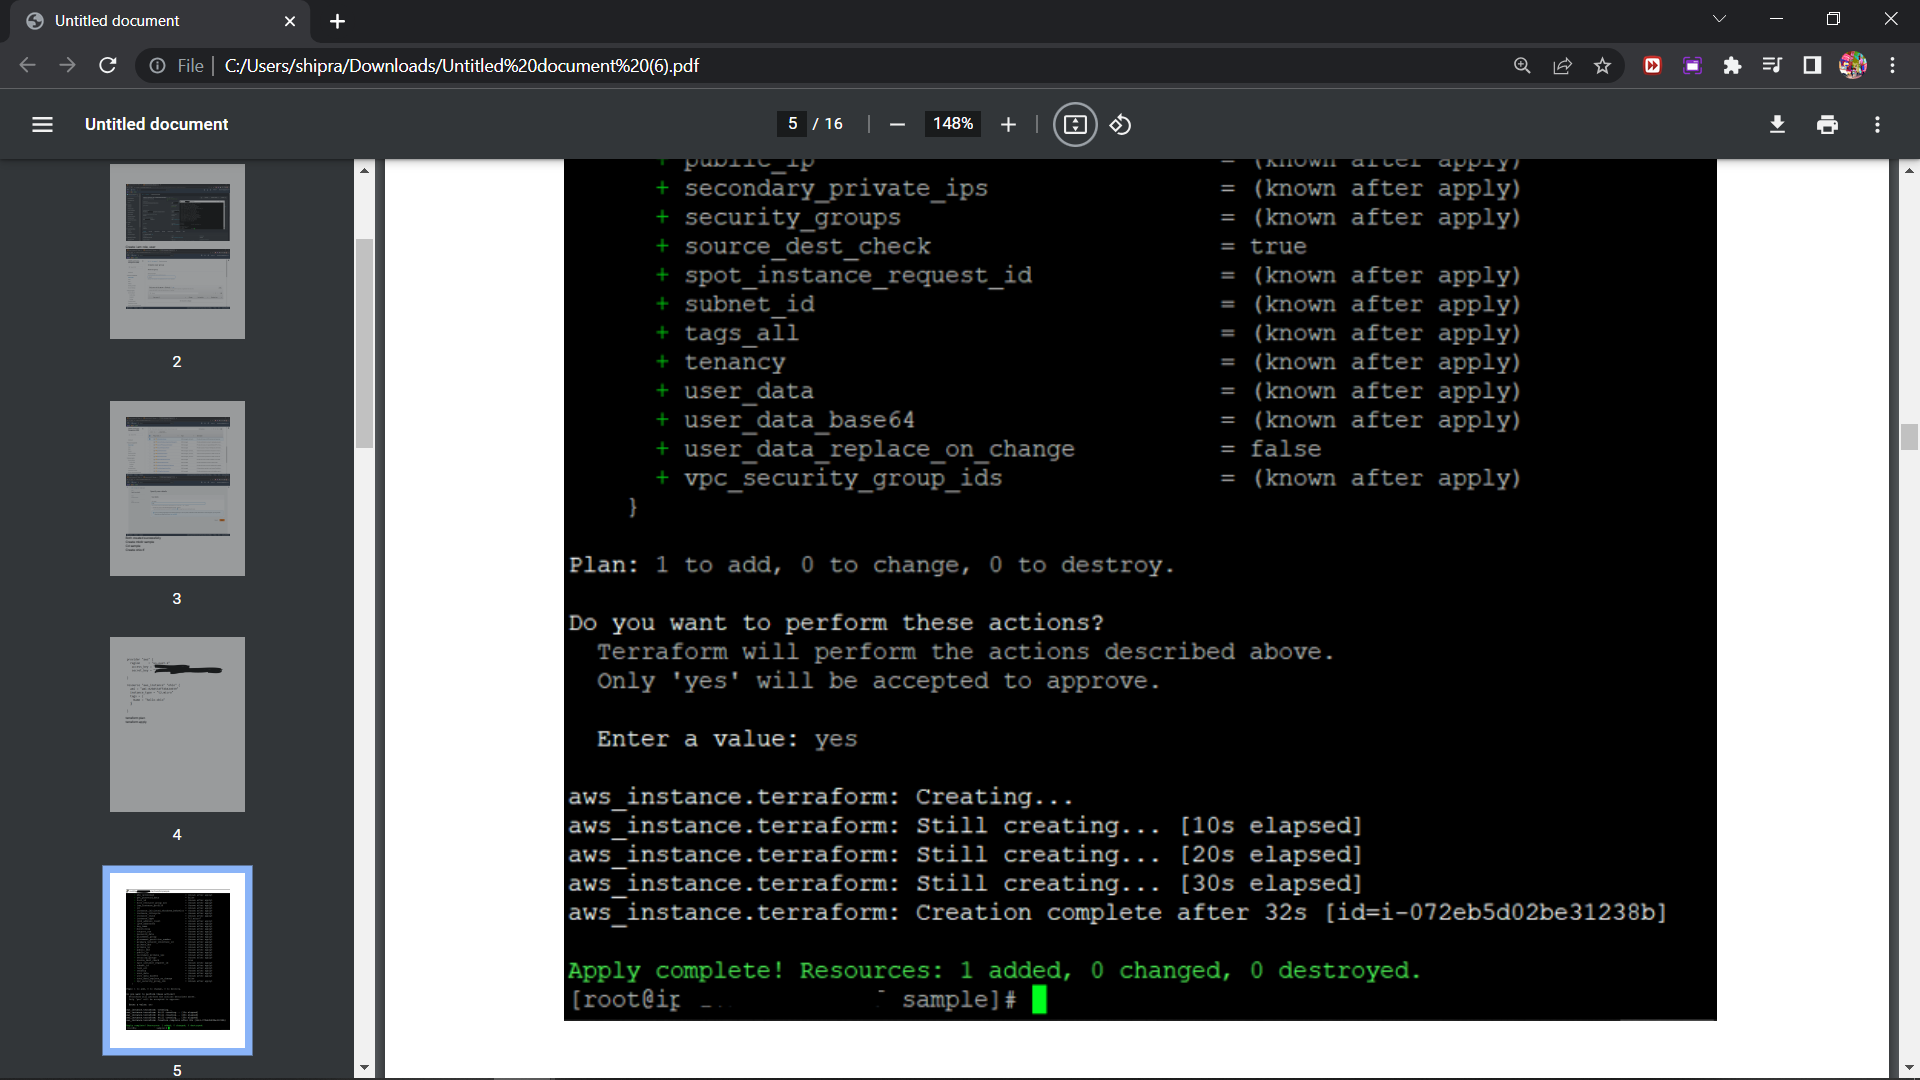 Untitled document
File
C:/Users/shipra/Downloads/Untitled%20document%20(6).pdf
Untitled document
5 / 16
148%
2
3
4
5
+ public_ip = (known after apply)
+ secondary_private_ips = (known after apply)
+ security_groups = (known after apply)
+ source_dest_check = true
+ spot_instance_request_id = (known after apply)
+ subnet_id = (known after apply)
+ tags_all = (known after apply)
+ tenancy = (known after apply)
+ user_data = (known after apply)
+ user_data_base64 = (known after apply)
+ user_data_replace_on_change = false
+ vpc_security_group_ids = (known after apply)
}
Plan: 1 to add, 0 to change, 0 to destroy.
Do you want to perform these actions?
Terraform will perform the actions described above.
Only 'yes' will be accepted to approve.
Enter a value: yes
aws_instance.terraform: Creating...
aws_instance.terraform: Still creating... [10s elapsed]
aws_instance.terraform: Still creating... [20s elapsed]
aws_instance.terraform: Still creating... [30s elapsed]
aws_instance.terraform: Creation complete after 32s [id=i-072eb5d02be31238b]
Apply complete! Resources: 1 added, 0 changed, 0 destroyed.
[root@ip sample]#